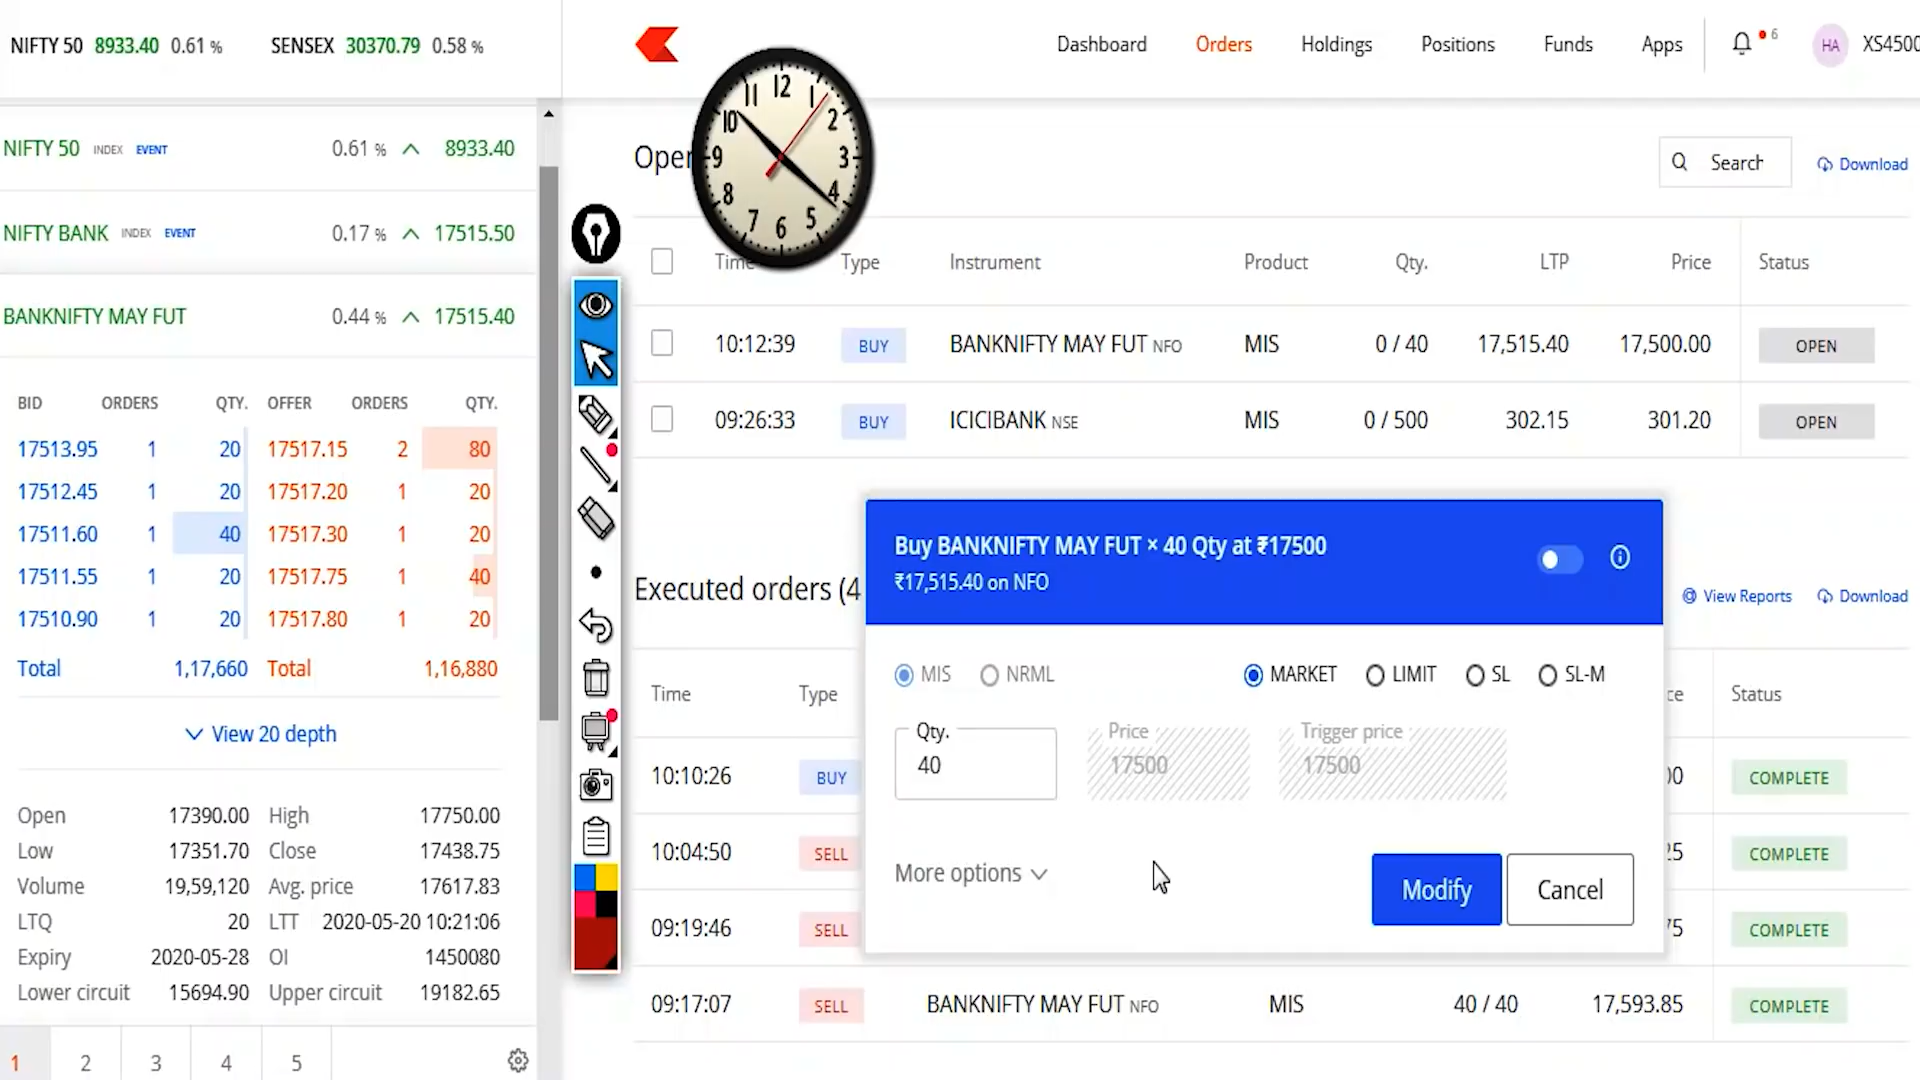 NIFTY 50 8933.40 0.61 % SENSEX 30370.79 0.58 %
Dashboard Orders Holdings Positions Funds Apps 6 HA XS4500
NIFTY 50 INDEX EVENT 0.61 % 8933.40
NIFTY BANK INDEX EVENT 0.17 % 17515.50
BANKNIFTY MAY FUT 0.44 % 17515.40
BID ORDERS QTY. OFFER ORDERS QTY.
17513.95 1 20 17517.15 2 80
17512.45 1 20 17517.20 1 20
17511.60 1 40 17517.30 1 20
17511.55 1 20 17517.75 1 40
17510.90 1 20 17517.80 1 20
Total 1,17,660 Total 1,16,880
View 20 depth
Open 17390.00 High 17750.00
Low 17351.70 Close 17438.75
Volume 19,59,120 Avg. price 17617.83
LTQ 20 LTT 2020-05-20 10:21:06
Expiry 2020-05-28 OI 1450080
Lower circuit 15694.90 Upper circuit 19182.65
1 2 3 4 5
12 1 2 3 4 5 6 7 8 9 10 11
Open
Search Download
Time Type Instrument Product Qty. LTP Price Status
10:12:39 BUY BANKNIFTY MAY FUT NFO MIS 0 / 40 17,515.40 17,500.00 OPEN
09:26:33 BUY ICICIBANK NSE MIS 0 / 500 302.15 301.20 OPEN
Executed orders (4
View Reports Download
Buy BANKNIFTY MAY FUT × 40 Qty at ₹17500
₹17,515.40 on NFO
MIS NRML MARKET LIMIT SL SL-M
Qty. Price Trigger price
40 17500 17500
More options Modify Cancel
Time Type ce Status
10:10:26 BUY 00 COMPLETE
10:04:50 SELL 25 COMPLETE
09:19:46 SELL 75 COMPLETE
09:17:07 SELL BANKNIFTY MAY FUT NFO MIS 40 / 40 17,593.85 COMPLETE